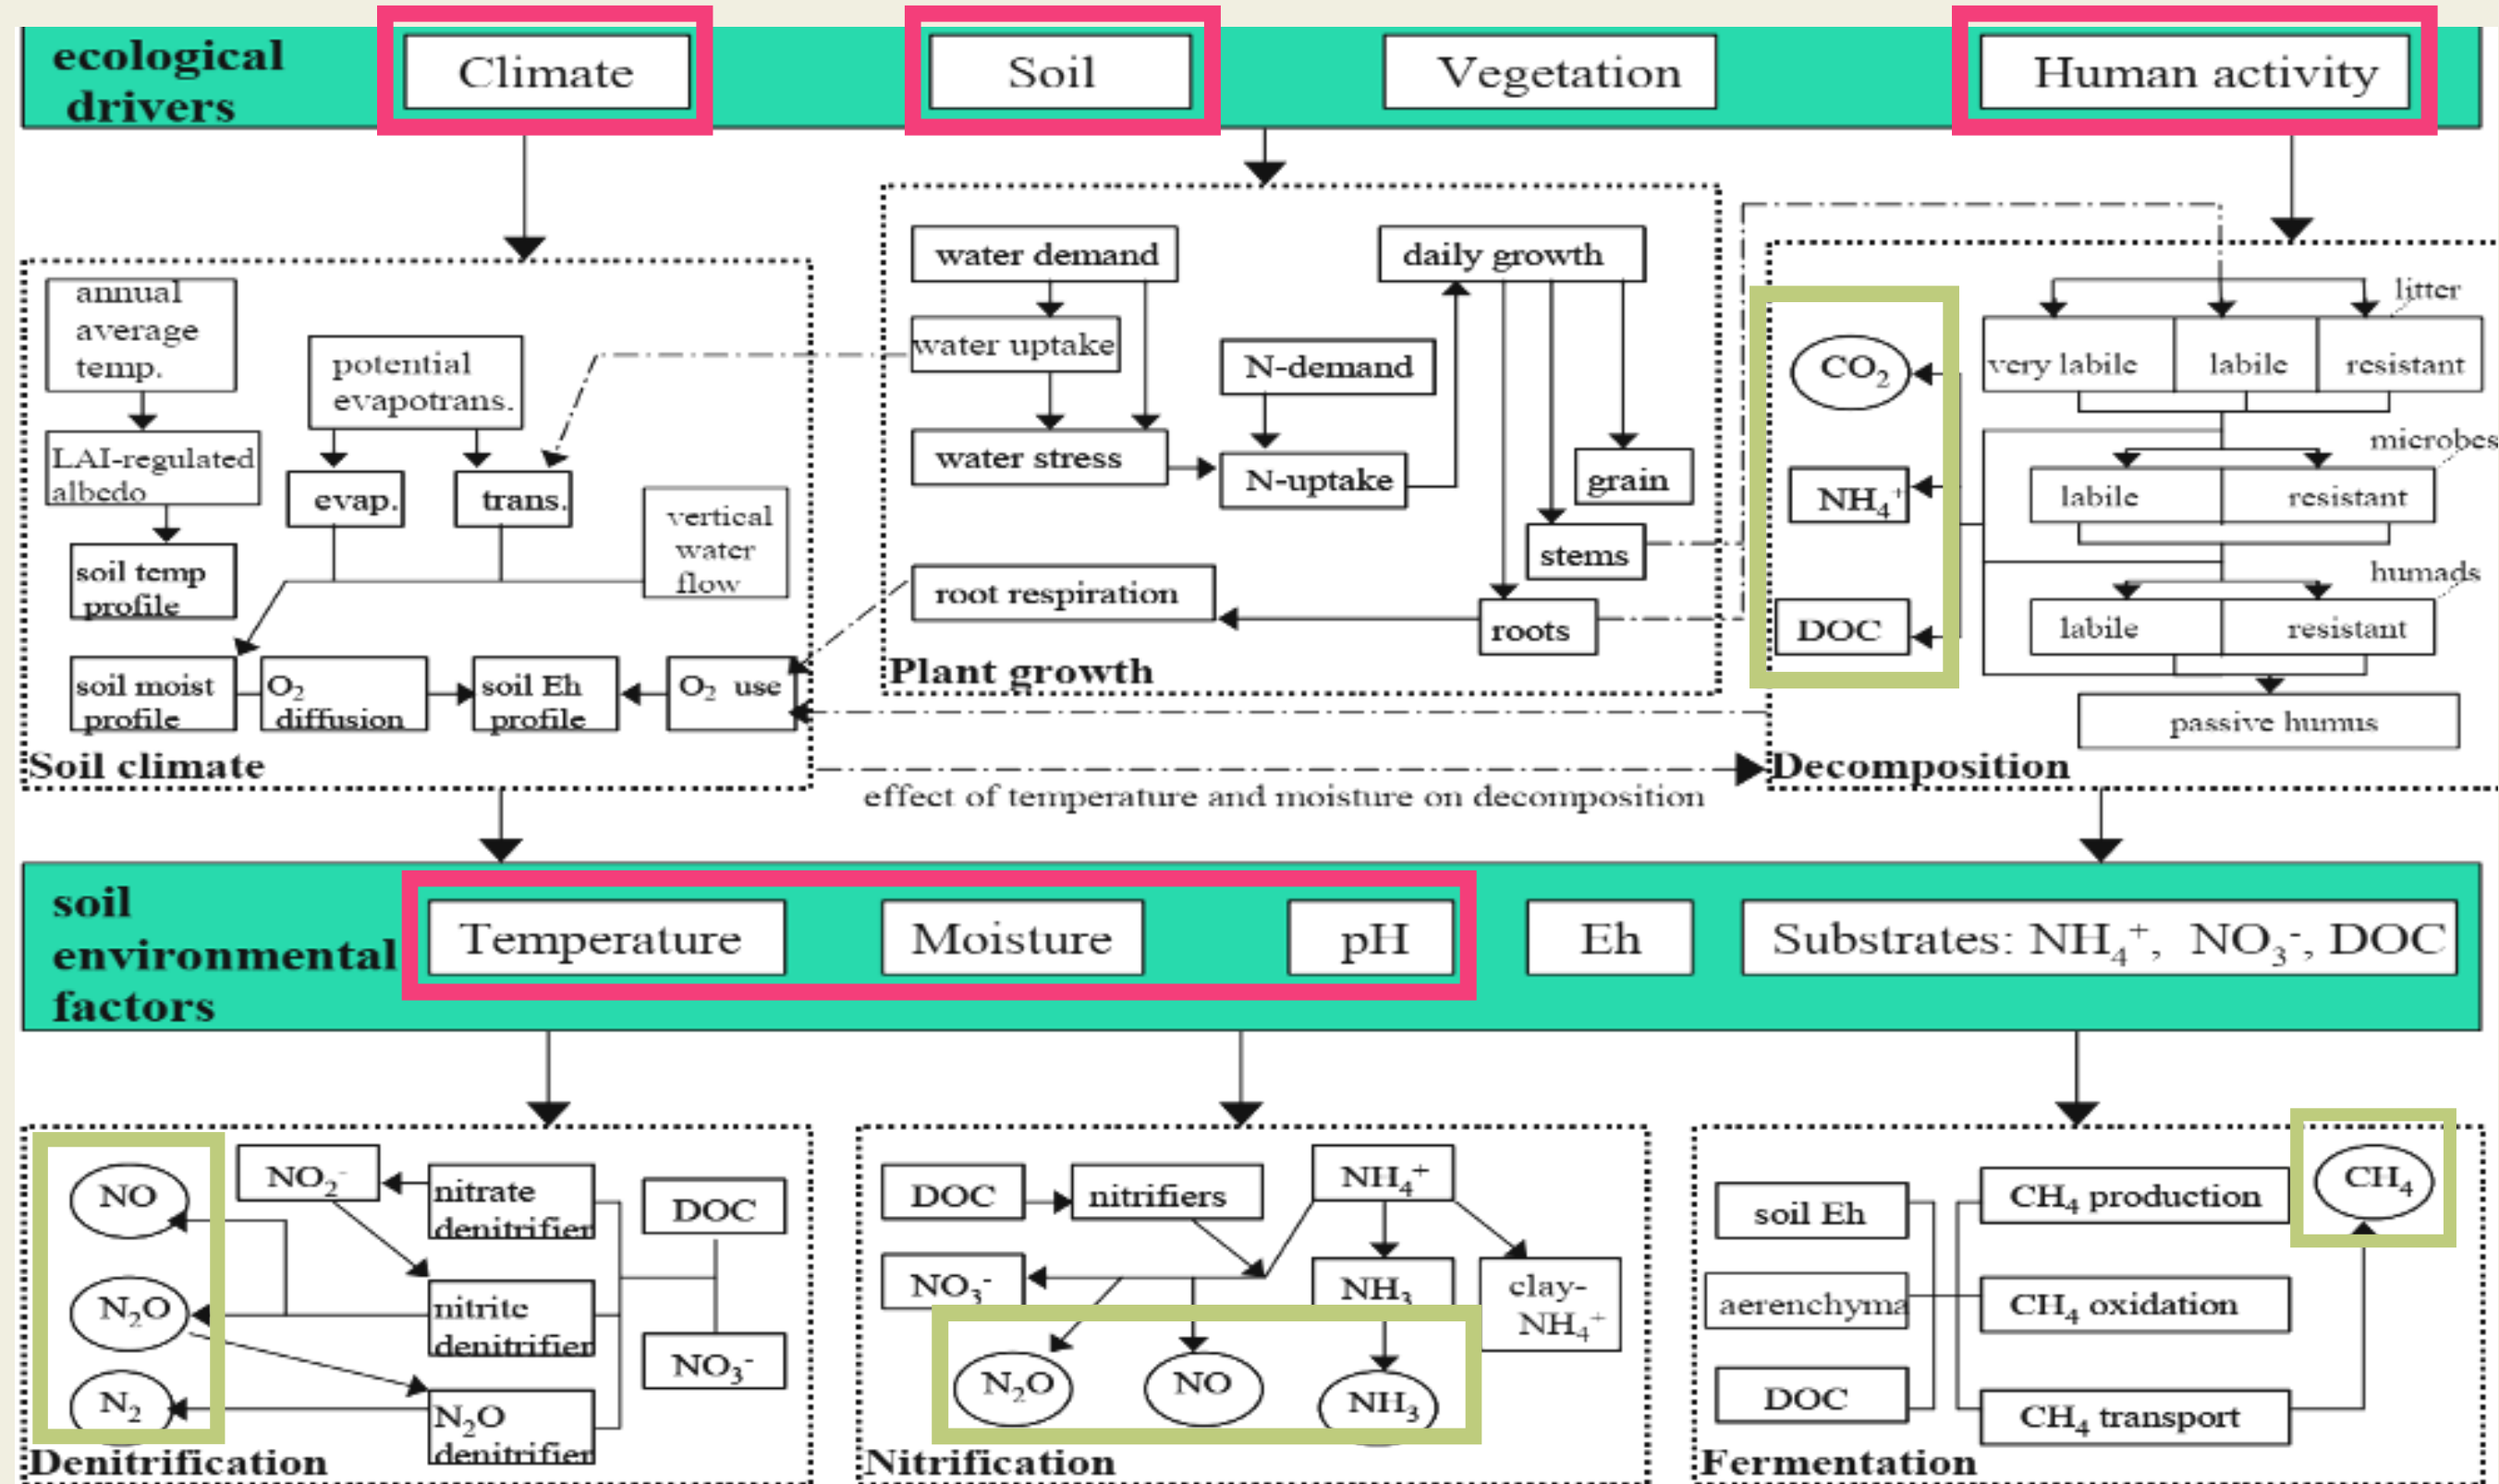 ecological
drivers
Climate
Soil
Vegetation
Human activity
annual
average
temp.
LAI-regulated
albedo
soil temp
profile
potential
evapotrans.
evap.
trans.
vertical
water
flow
soil moist
profile
O₂
diffusion
soil Eh
profile
O₂ use
Soil climate
water demand
water uptake
water stress
N-demand
N-uptake
daily growth
grain
stems
roots
root respiration
Plant growth
litter
very labile
labile
resistant
microbes
labile
resistant
humads
labile
resistant
passive humus
CO₂
NH₄⁺
DOC
Decomposition
effect of temperature and moisture on decomposition
soil
environmental
factors
Temperature
Moisture
pH
Eh
Substrates: NH₄⁺, NO₃⁻, DOC
NO
N₂O
N₂
NO₂⁻
nitrate
denitrifier
nitrite
denitrifier
N₂O
denitrifier
DOC
NO₃⁻
Denitrification
DOC
nitrifiers
NH₄⁺
NO₃⁻
NH₃
clay-
NH₄⁺
N₂O
NO
NH₃
Nitrification
soil Eh
aerenchyma
DOC
CH₄ production
CH₄ oxidation
CH₄ transport
CH₄
Fermentation